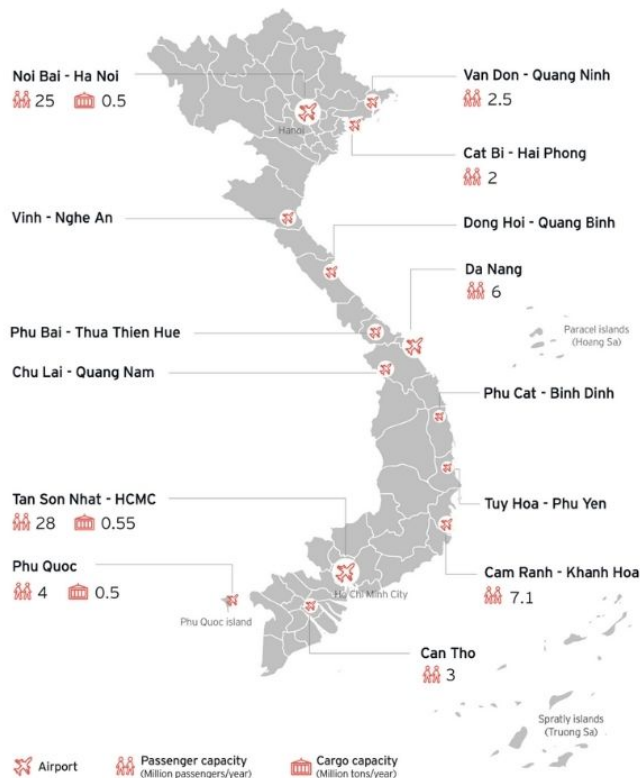 Noi Bai - Ha Noi
25 0.5
Van Don - Quang Ninh
2.5
Hanoi
Cat Bi - Hai Phong
2
Vinh - Nghe An
Dong Hoi - Quang Binh
Da Nang
6
Paracel islands
(Hoang Sa)
Phu Bai - Thua Thien Hue
Chu Lai - Quang Nam
Phu Cat - Binh Dinh
Tan Son Nhat - HCMC
28 0.55
Tuy Hoa - Phu Yen
Phu Quoc
4 0.5
Cam Ranh - Khanh Hoa
7.1
Ho Chi Minh City
Phu Quoc island
Can Tho
3
Spratly islands
(Truong Sa)
Airport
Passenger capacity
(Million passengers/year)
Cargo capacity
(Million tons/year)